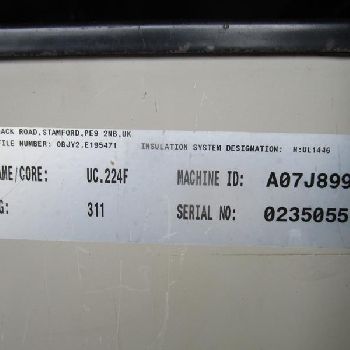 ACK ROAD,STAMFORD,PE9 2NB,UK
FILE NUMBER: OBJY2.E195471 INSULATION SYSTEM DESIGNATION: N:UL1446
AME/CORE: UC.224F MACHINE ID: A07J899
G: 311 SERIAL NO: 0235055